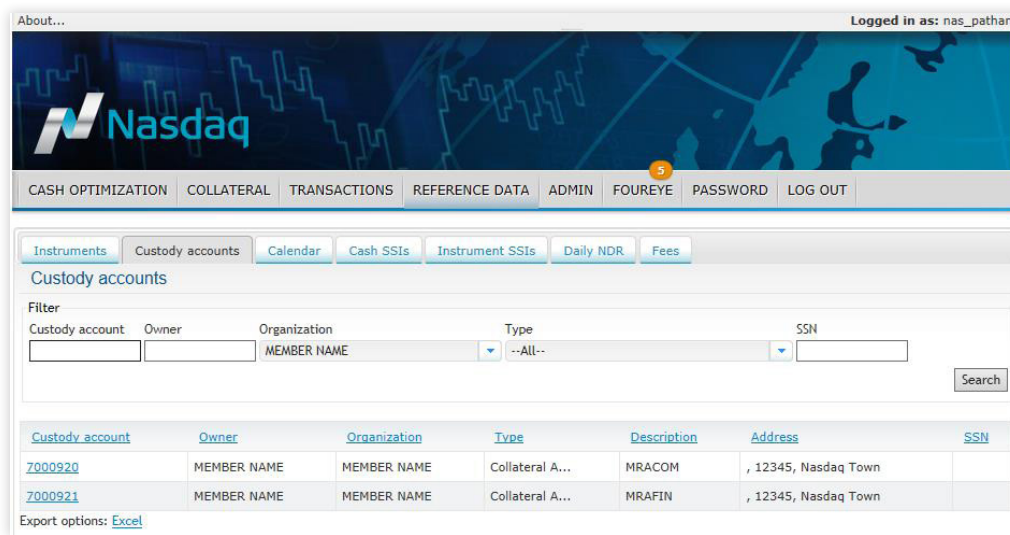 About...
Logged in as: nas_pathan
Nasdaq
5
CASH OPTIMIZATION COLLATERAL TRANSACTIONS REFERENCE DATA ADMIN FOUREYE PASSWORD LOG OUT
Instruments Custody accounts Calendar Cash SSIs Instrument SSIs Daily NDR Fees
Custody accounts
Filter
Custody account Owner Organization Type SSN
MEMBER NAME --All--
Search
Custody account Owner Organization Type Description Address SSN
7000920 MEMBER NAME MEMBER NAME Collateral A... MRACOM , 12345, Nasdaq Town
7000921 MEMBER NAME MEMBER NAME Collateral A... MRAFIN , 12345, Nasdaq Town
Export options: Excel